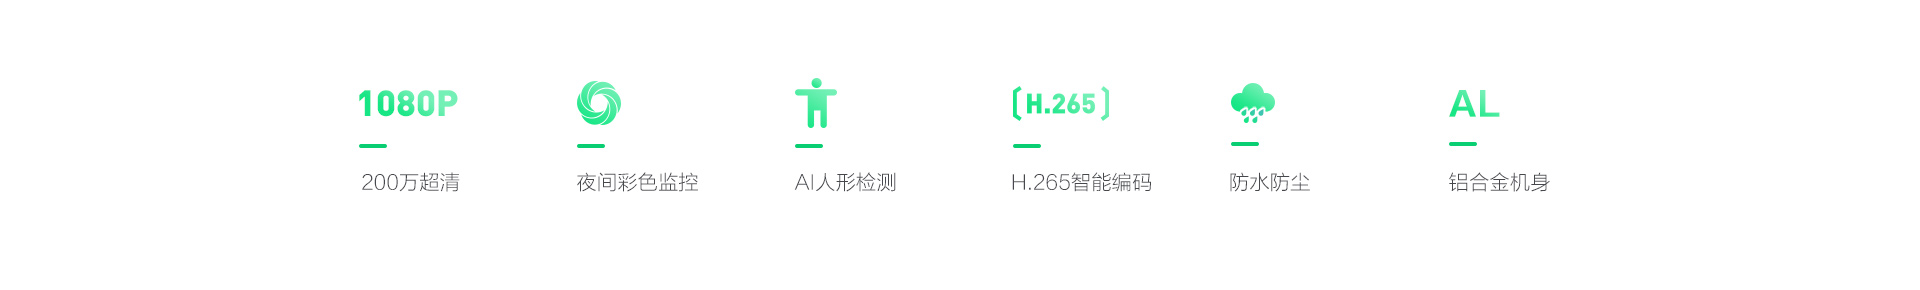 1080P
200万超清
夜间彩色监控
AI人形检测
[H.265]
H.265智能编码
防水防尘
AL
铝合金机身